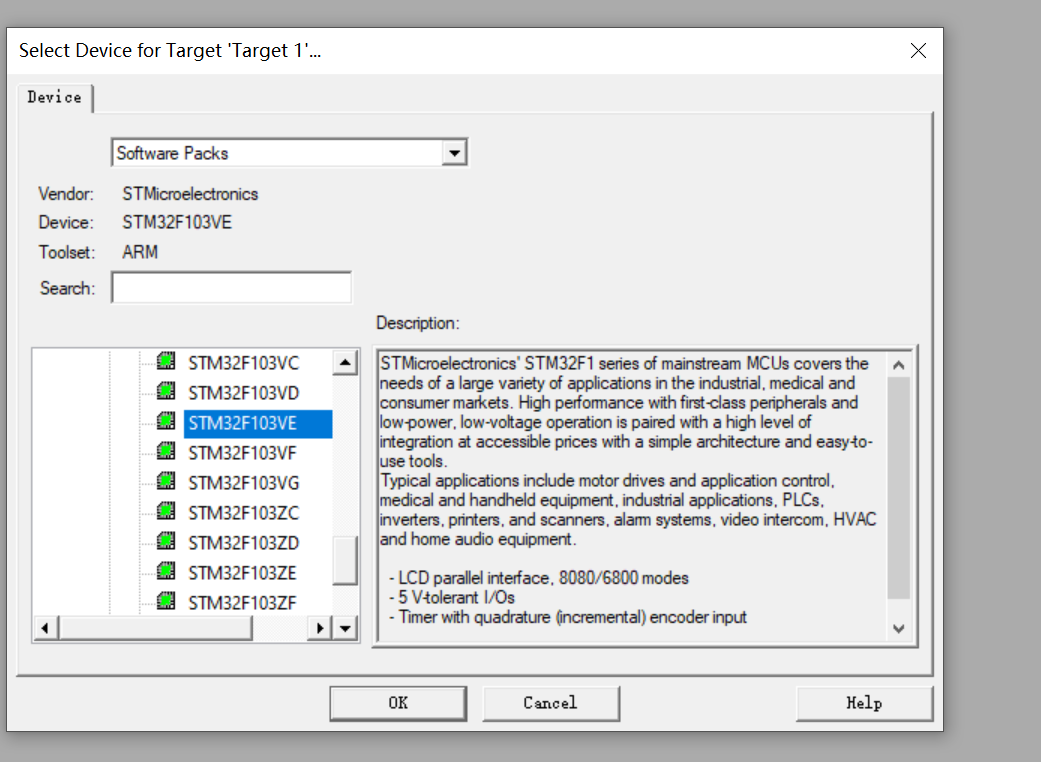 Select Device for Target 'Target 1'...
Device
Software Packs
Vendor: STMicroelectronics
Device: STM32F103VE
Toolset: ARM
Search:
Description:
STM32F103VC
STM32F103VD
STM32F103VE
STM32F103VF
STM32F103VG
STM32F103ZC
STM32F103ZD
STM32F103ZE
STM32F103ZF
STMicroelectronics' STM32F1 series of mainstream MCUs covers the
needs of a large variety of applications in the industrial, medical and
consumer markets. High performance with first-class peripherals and
low-power, low-voltage operation is paired with a high level of
integration at accessible prices with a simple architecture and easy-to-
use tools.
Typical applications include motor drives and application control,
medical and handheld equipment, industrial applications, PLCs,
inverters, printers, and scanners, alarm systems, video intercom, HVAC
and home audio equipment.
- LCD parallel interface, 8080/6800 modes
- 5 V-tolerant I/Os
- Timer with quadrature (incremental) encoder input
OK
Cancel
Help